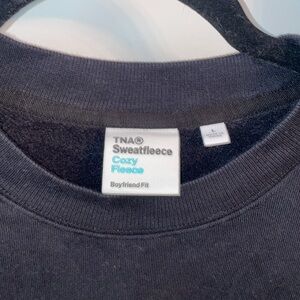 TNA®
Sweatfleece
Cozy
Fleece
Boyfriend Fit
L